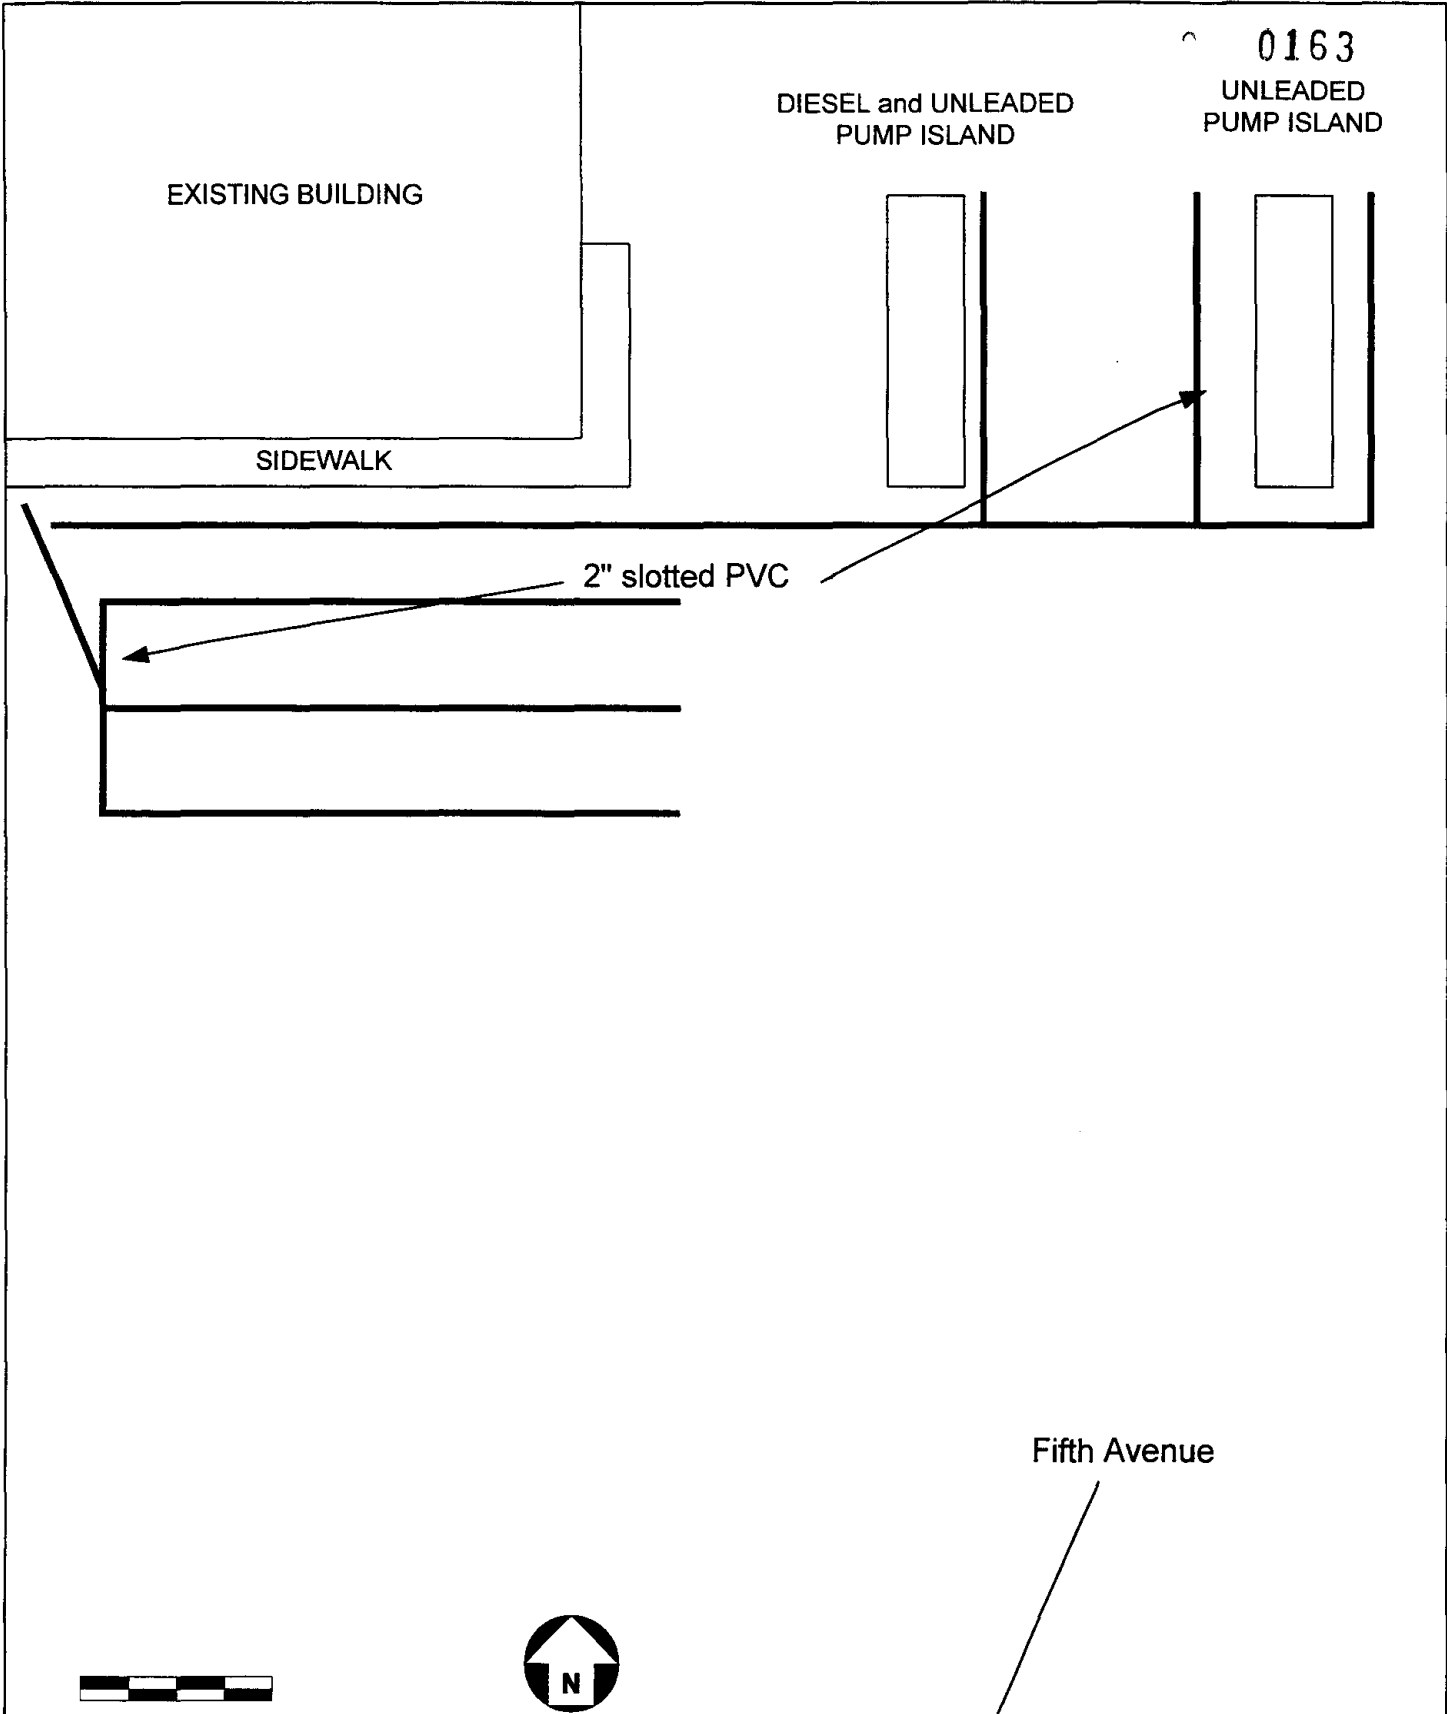 0163
DIESEL and UNLEADED
PUMP ISLAND
UNLEADED
PUMP ISLAND
EXISTING BUILDING
SIDEWALK
2" slotted PVC
Fifth Avenue
N